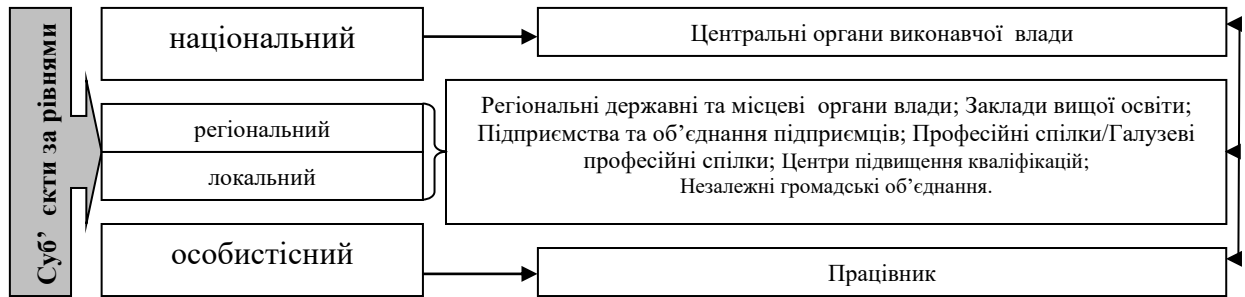 Суб’ єкти за рівнями
національний
Центральні органи виконавчої влади
регіональний
локальний
Регіональні державні та місцеві органи влади; Заклади вищої освіти;
Підприємства та об’єднання підприємців; Професійні спілки/Галузеві
професійні спілки; Центри підвищення кваліфікацій;
Незалежні громадські об’єднання.
особистісний
Працівник